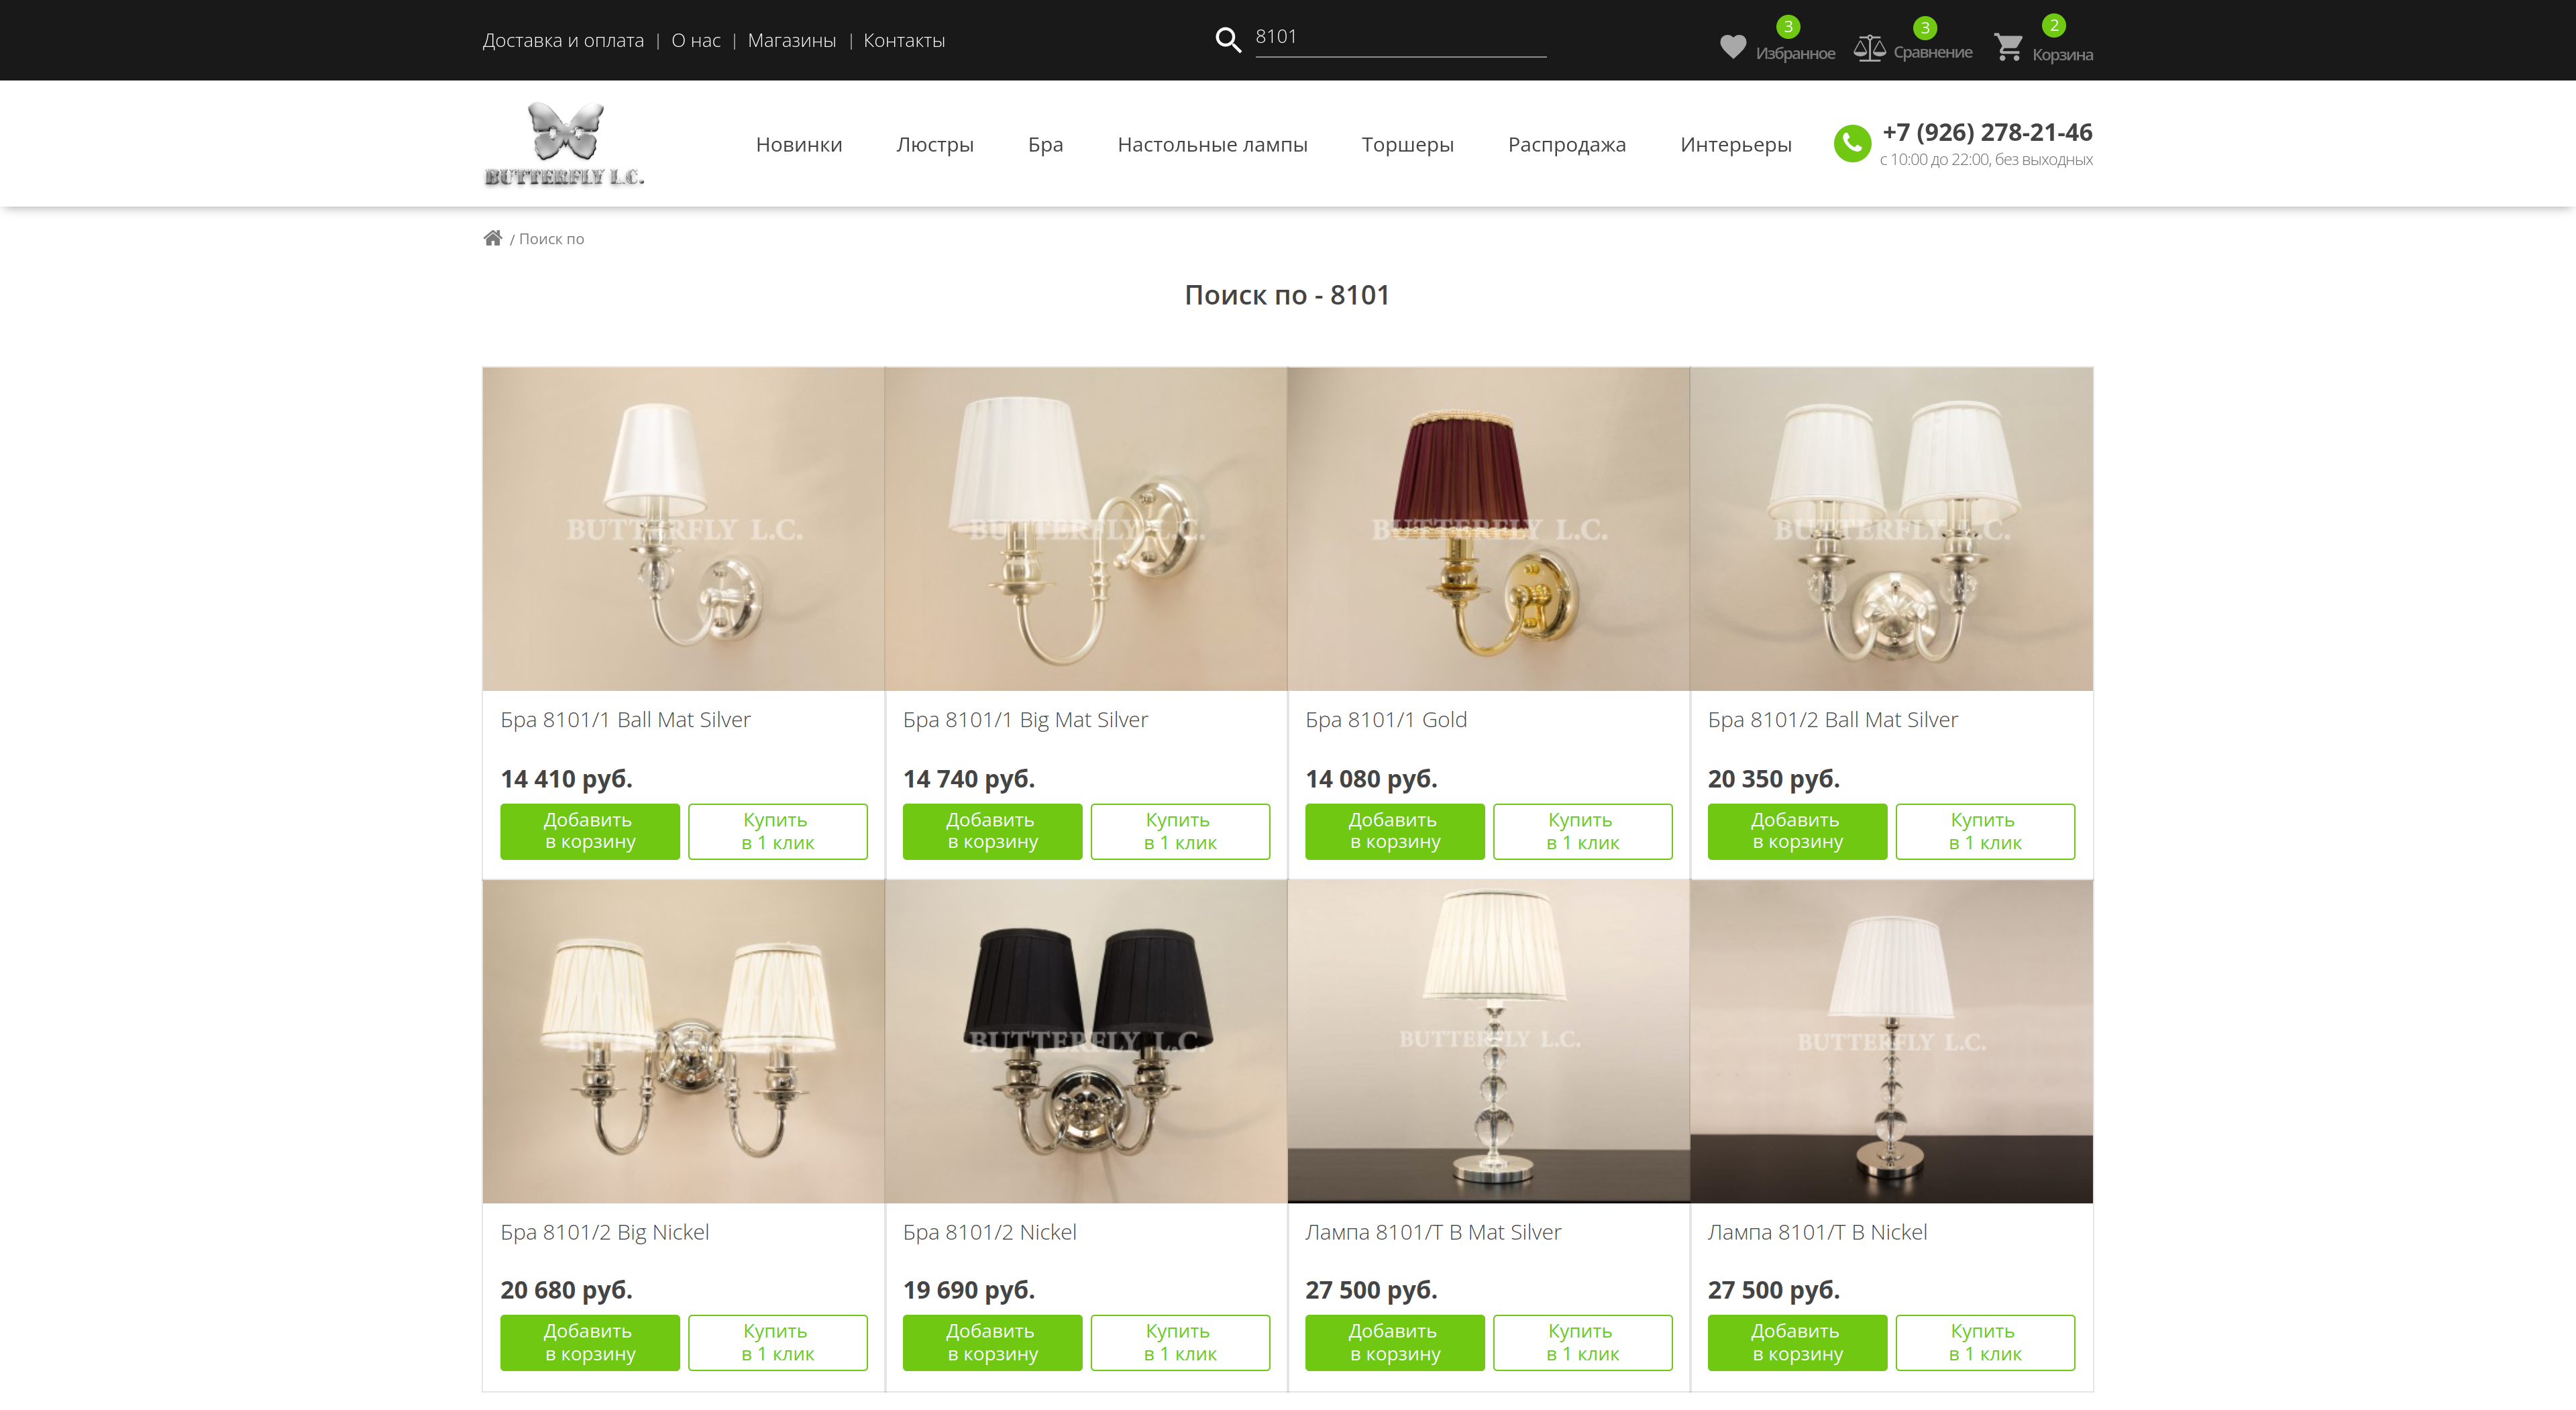 Доставка и оплата | О нас | Магазины | Контакты
8101
3
Избранное
3
Сравнение
2
Корзина
BUTTERFLY L.C.
Новинки Люстры Бра Настольные лампы Торшеры Распродажа Интерьеры
+7 (926) 278-21-46
с 10:00 до 22:00, без выходных
/ Поиск по
Поиск по - 8101
BUTTERFLY L.C. BUTTERFLY L.C. BUTTERFLY L.C. BUTTERFLY L.C.
Бра 8101/1 Ball Mat Silver Бра 8101/1 Big Mat Silver Бра 8101/1 Gold Бра 8101/2 Ball Mat Silver
14 410 руб. 14 740 руб. 14 080 руб. 20 350 руб.
Добавить Купить Добавить Купить Добавить Купить Добавить Купить
в корзину в 1 клик в корзину в 1 клик в корзину в 1 клик в корзину в 1 клик
BUTTERFLY L.C. BUTTERFLY L.C. BUTTERFLY L.C.
Бра 8101/2 Big Nickel Бра 8101/2 Nickel Лампа 8101/T B Mat Silver Лампа 8101/T B Nickel
20 680 руб. 19 690 руб. 27 500 руб. 27 500 руб.
Добавить Купить Добавить Купить Добавить Купить Добавить Купить
в корзину в 1 клик в корзину в 1 клик в корзину в 1 клик в корзину в 1 клик